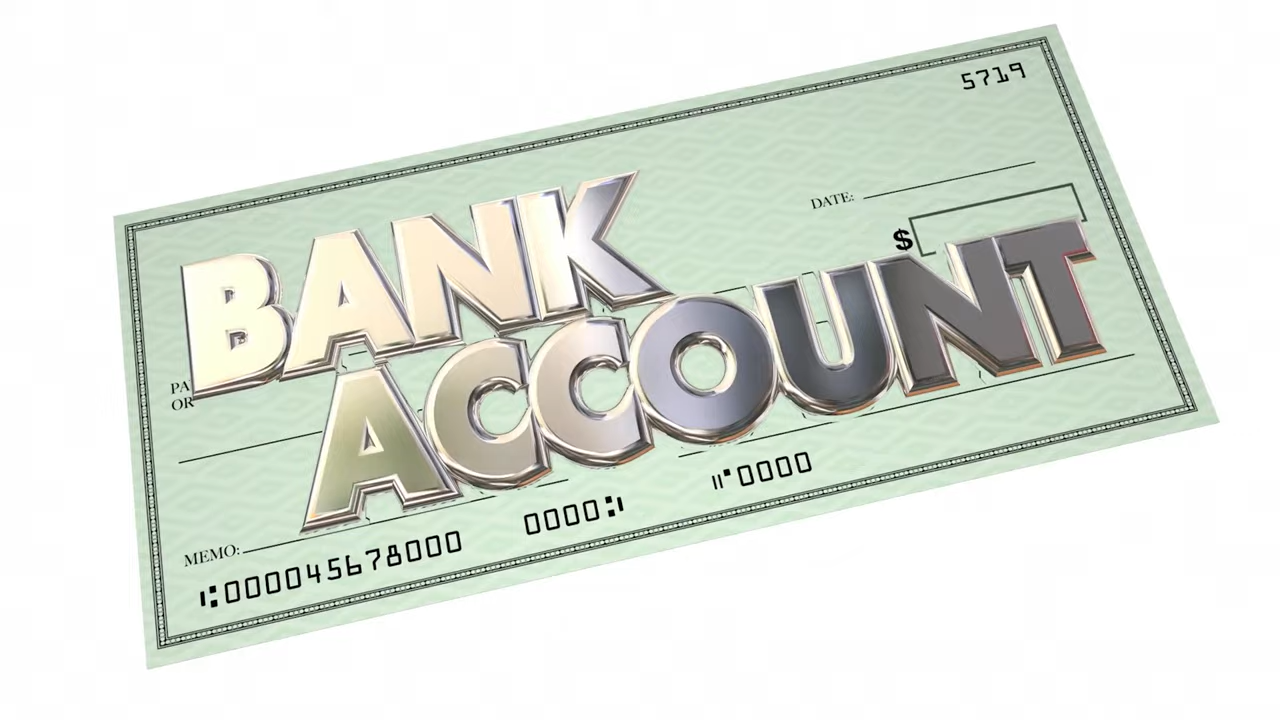 5719
DATE:
$
BANK
ACCOUNT
PA
OR
MEMO:
⑆000045678000 0000⑆ ⑈0000